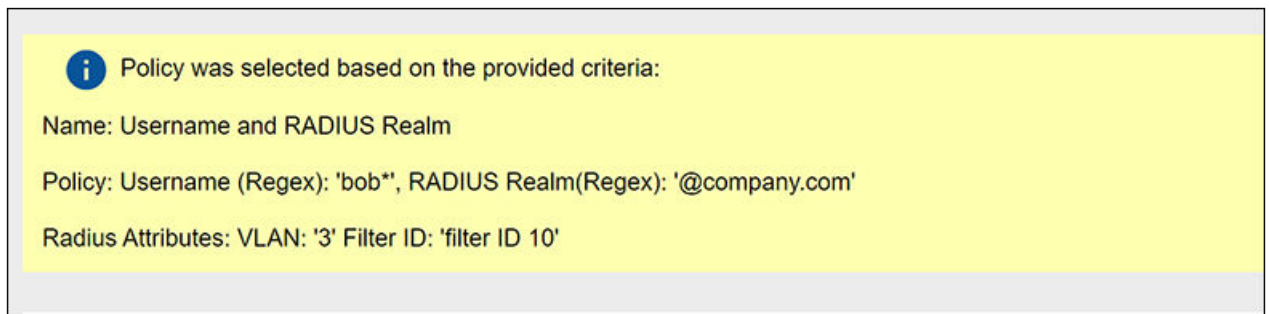 Policy was selected based on the provided criteria:
Name: Username and RADIUS Realm
Policy: Username (Regex): 'bob*', RADIUS Realm(Regex): '@company.com'
Radius Attributes: VLAN: '3' Filter ID: 'filter ID 10'